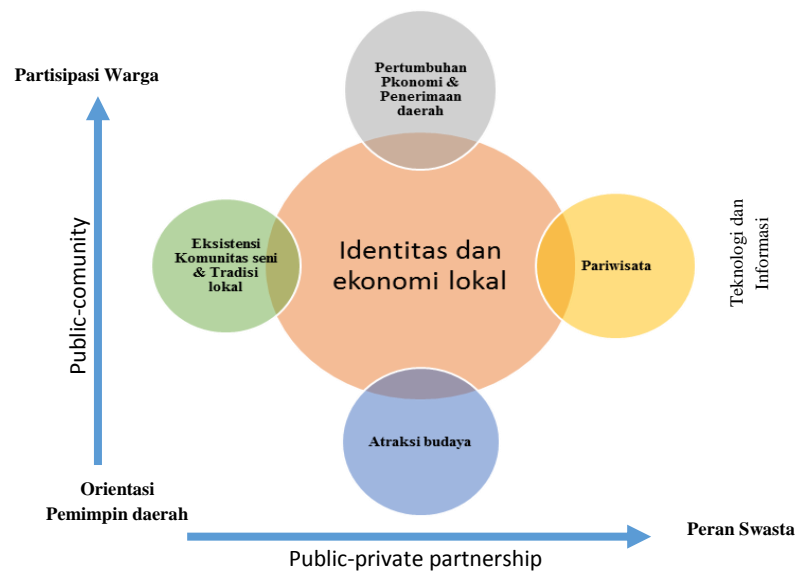 Partisipasi Warga
Pertumbuhan
Pkonomi &
Penerimaan
daerah
Public-community
Eksistensi
Komunitas seni
& Tradisi
lokal
Identitas dan
ekonomi lokal
Pariwisata
Teknologi dan
Informasi
Atraksi budaya
Orientasi
Pemimpin daerah
Peran Swasta
Public-private partnership